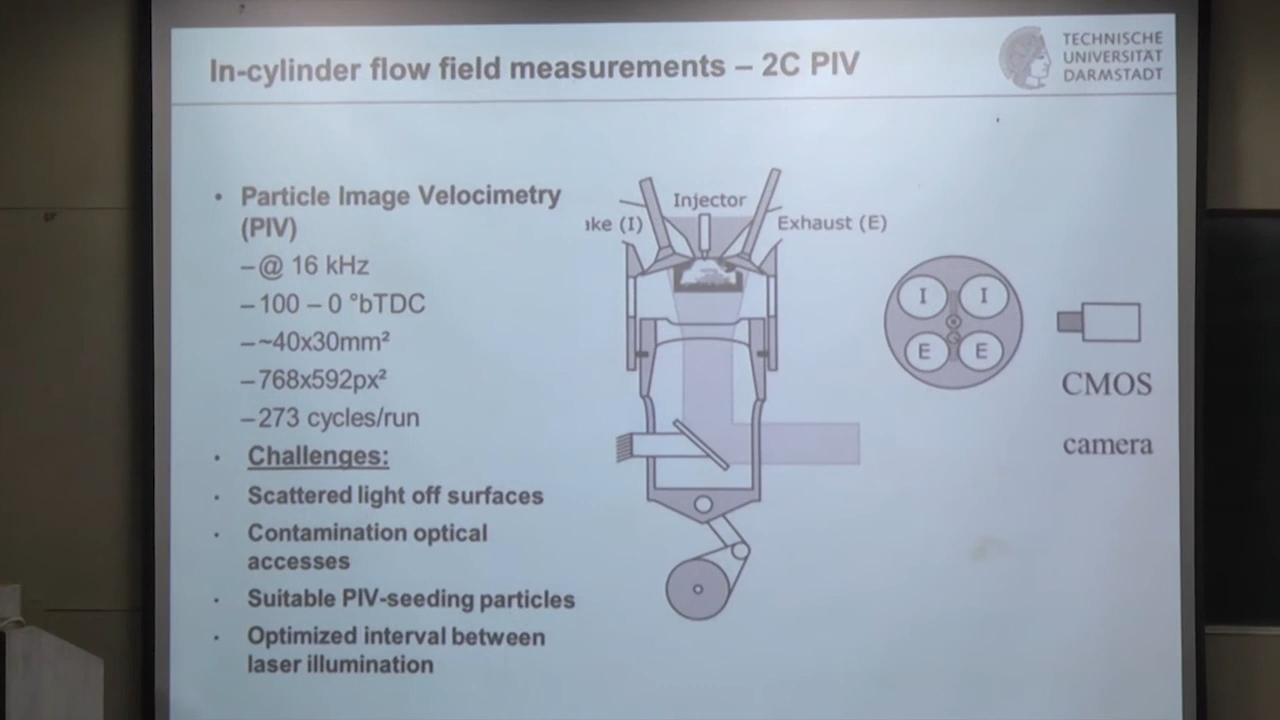 In-cylinder flow field measurements – 2C PIV
TECHNISCHE
UNIVERSITÄT
DARMSTADT
• Particle Image Velocimetry
(PIV)
–@ 16 kHz
–100 – 0 °bTDC
–~40x30mm²
–768x592px²
–273 cycles/run
• Challenges:
• Scattered light off surfaces
• Contamination optical
accesses
• Suitable PIV-seeding particles
• Optimized interval between
laser illumination
Injector
ke (I)
Exhaust (E)
I
I
E
E
CMOS
camera